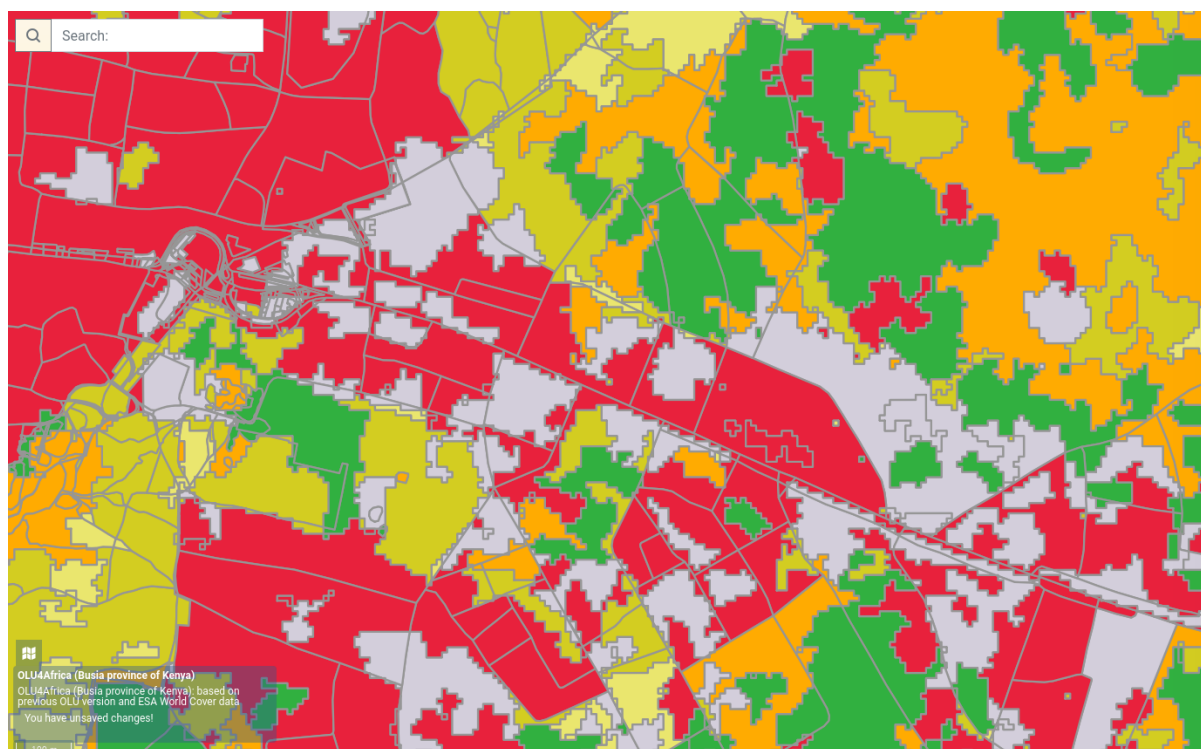 Search:
OLU4Africa (Busia province of Kenya)
OLU4Africa (Busia province of Kenya): based on
previous OLU version and ESA World Cover data
You have unsaved changes!